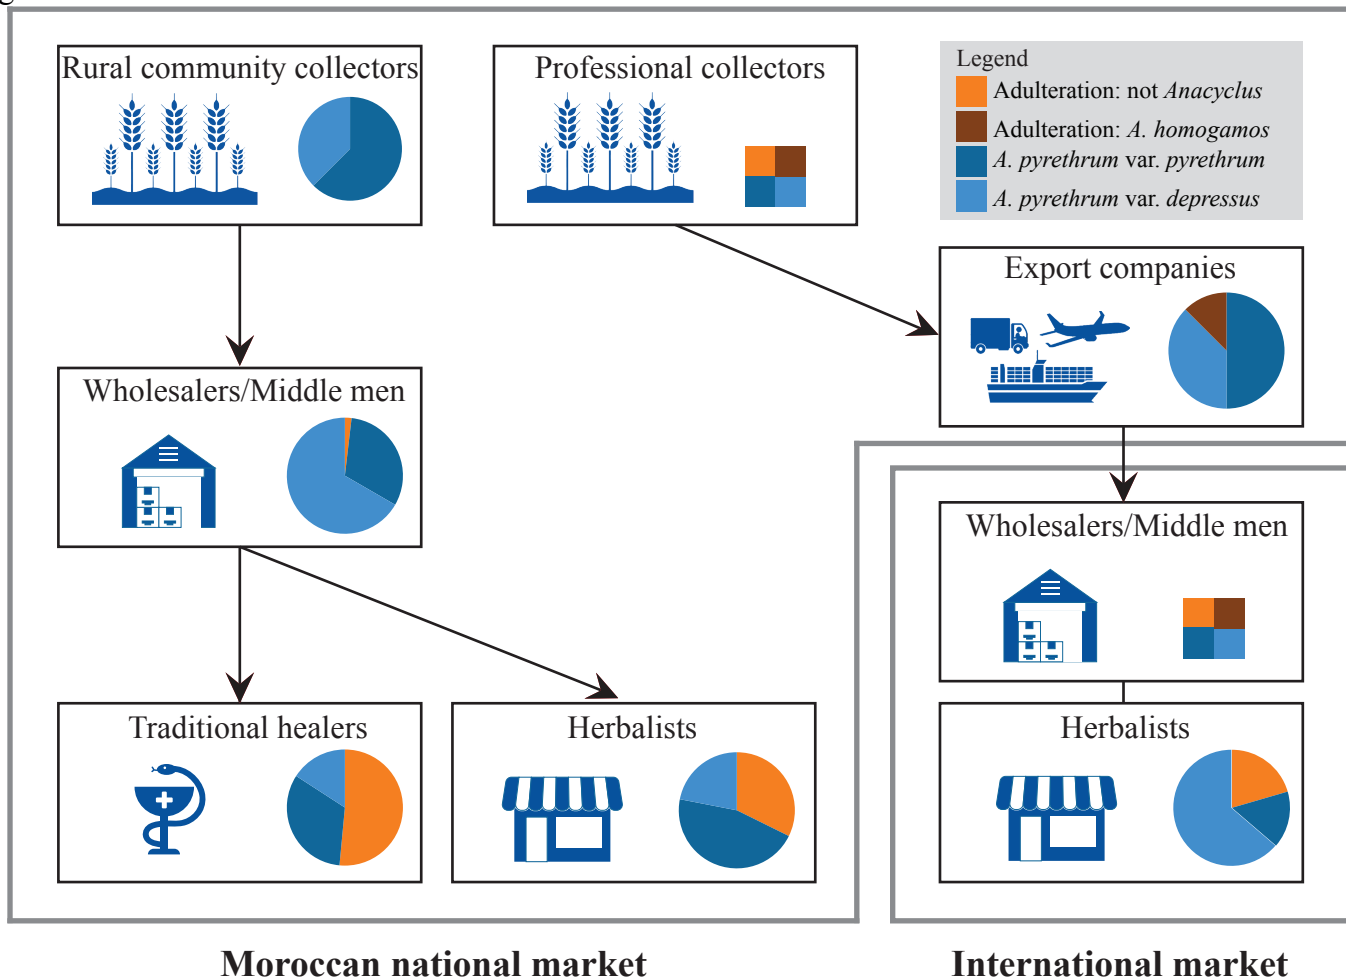 Rural community collectors
Professional collectors
Legend
Adulteration: not Anacyclus
Adulteration: A. homogamos
A. pyrethrum var. pyrethrum
A. pyrethrum var. depressus
Export companies
Wholesalers/Middle men
Wholesalers/Middle men
Traditional healers
Herbalists
Herbalists
Moroccan national market
International market